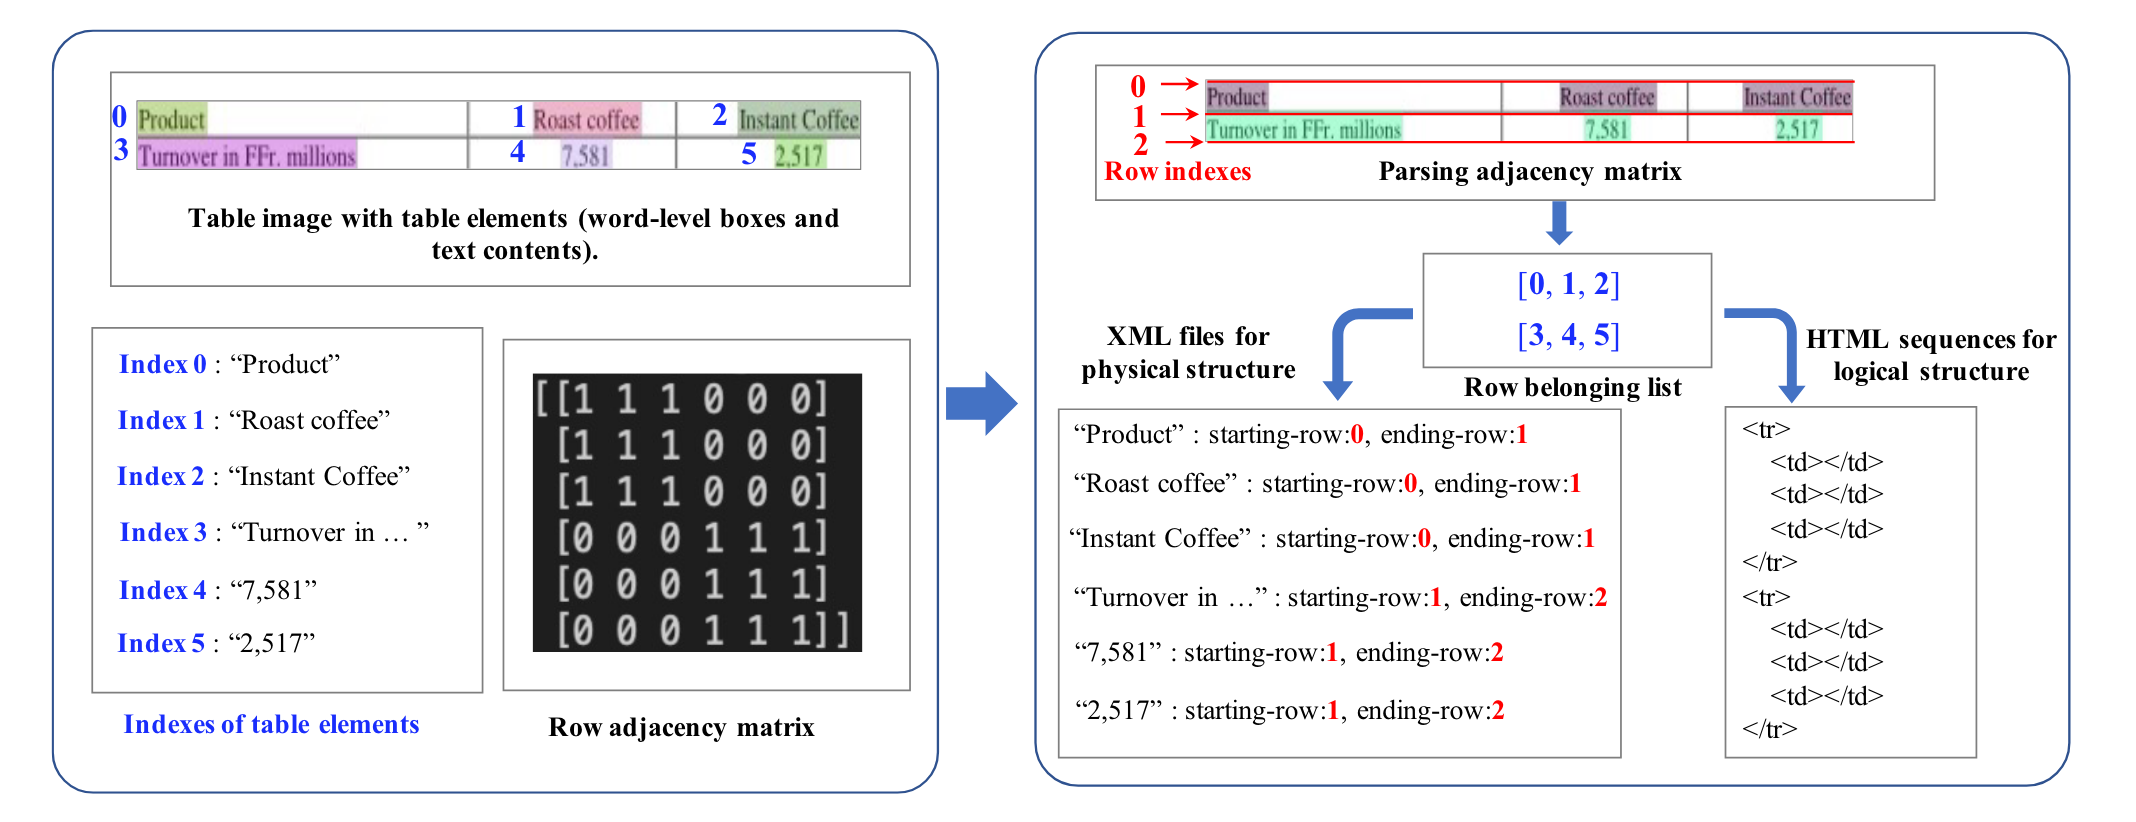 0 Product 1 Roast coffee 2 Instant Coffee
3 Turnover in FFr. millions 4 7,581 5 2,517
Table image with table elements (word-level boxes and
text contents).
Index 0 : “Product”
Index 1 : “Roast coffee”
Index 2 : “Instant Coffee”
Index 3 : “Turnover in … ”
Index 4 : “7,581”
Index 5 : “2,517”
Indexes of table elements
[[1 1 1 0 0 0]
[1 1 1 0 0 0]
[1 1 1 0 0 0]
[0 0 0 1 1 1]
[0 0 0 1 1 1]
[0 0 0 1 1 1]]
Row adjacency matrix
0 Product Roast coffee Instant Coffee
1 Turnover in FFr. millions 7,581 2,517
2
Row indexes
Parsing adjacency matrix
[0, 1, 2]
[3, 4, 5]
Row belonging list
XML files for
physical structure
HTML sequences for
logical structure
“Product” : starting-row:0, ending-row:1
“Roast coffee” : starting-row:0, ending-row:1
“Instant Coffee” : starting-row:0, ending-row:1
“Turnover in …” : starting-row:1, ending-row:2
“7,581” : starting-row:1, ending-row:2
“2,517” : starting-row:1, ending-row:2
<tr>
<td></td>
<td></td>
<td></td>
</tr>
<tr>
<td></td>
<td></td>
<td></td>
</tr>